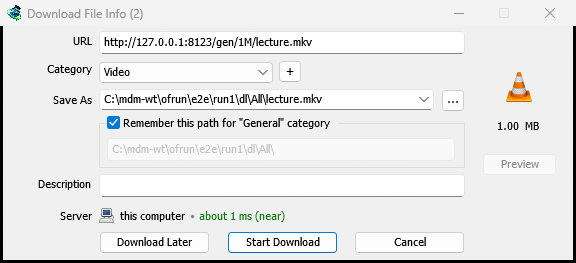 Download File Info (2)
URL http://127.0.0.1:8123/gen/1M/lecture.mkv
Category Video +
Save As C:\mdm-wt\ofrun\e2e\run1\dl\All\lecture.mkv ...
Remember this path for "General" category
C:\mdm-wt\ofrun\e2e\run1\dl\All\
1.00 MB
Preview
Description
Server this computer • about 1 ms (near)
Download Later Start Download Cancel